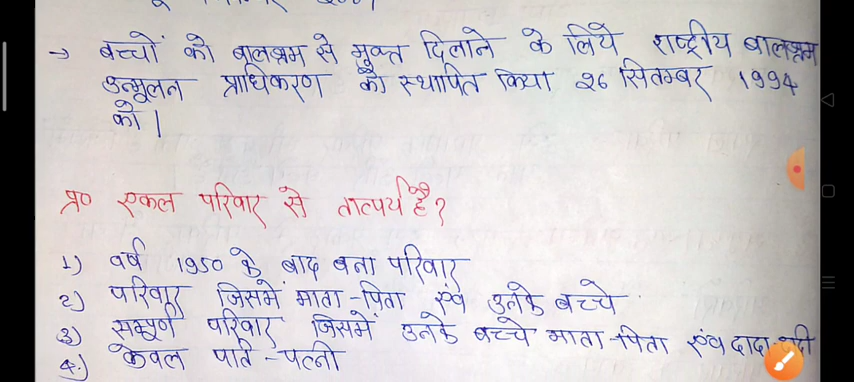 → बच्चों को बालश्रम से मुक्त दिलाने के लिये राष्ट्रीय बालश्रम
उन्मूलन प्राधिकरण को स्थापित किया 26 सितम्बर 1994
को |
प्र० एकल परिवार से तात्पर्य है?
1) वर्ष 1950 के बाद बना परिवार
2) परिवार जिसमें माता-पिता एवं उनके बच्चे
3) सम्पूर्ण परिवार जिसमें उनके बच्चे माता-पिता एंव दादा-दादी
4.) केवल पति-पत्नी